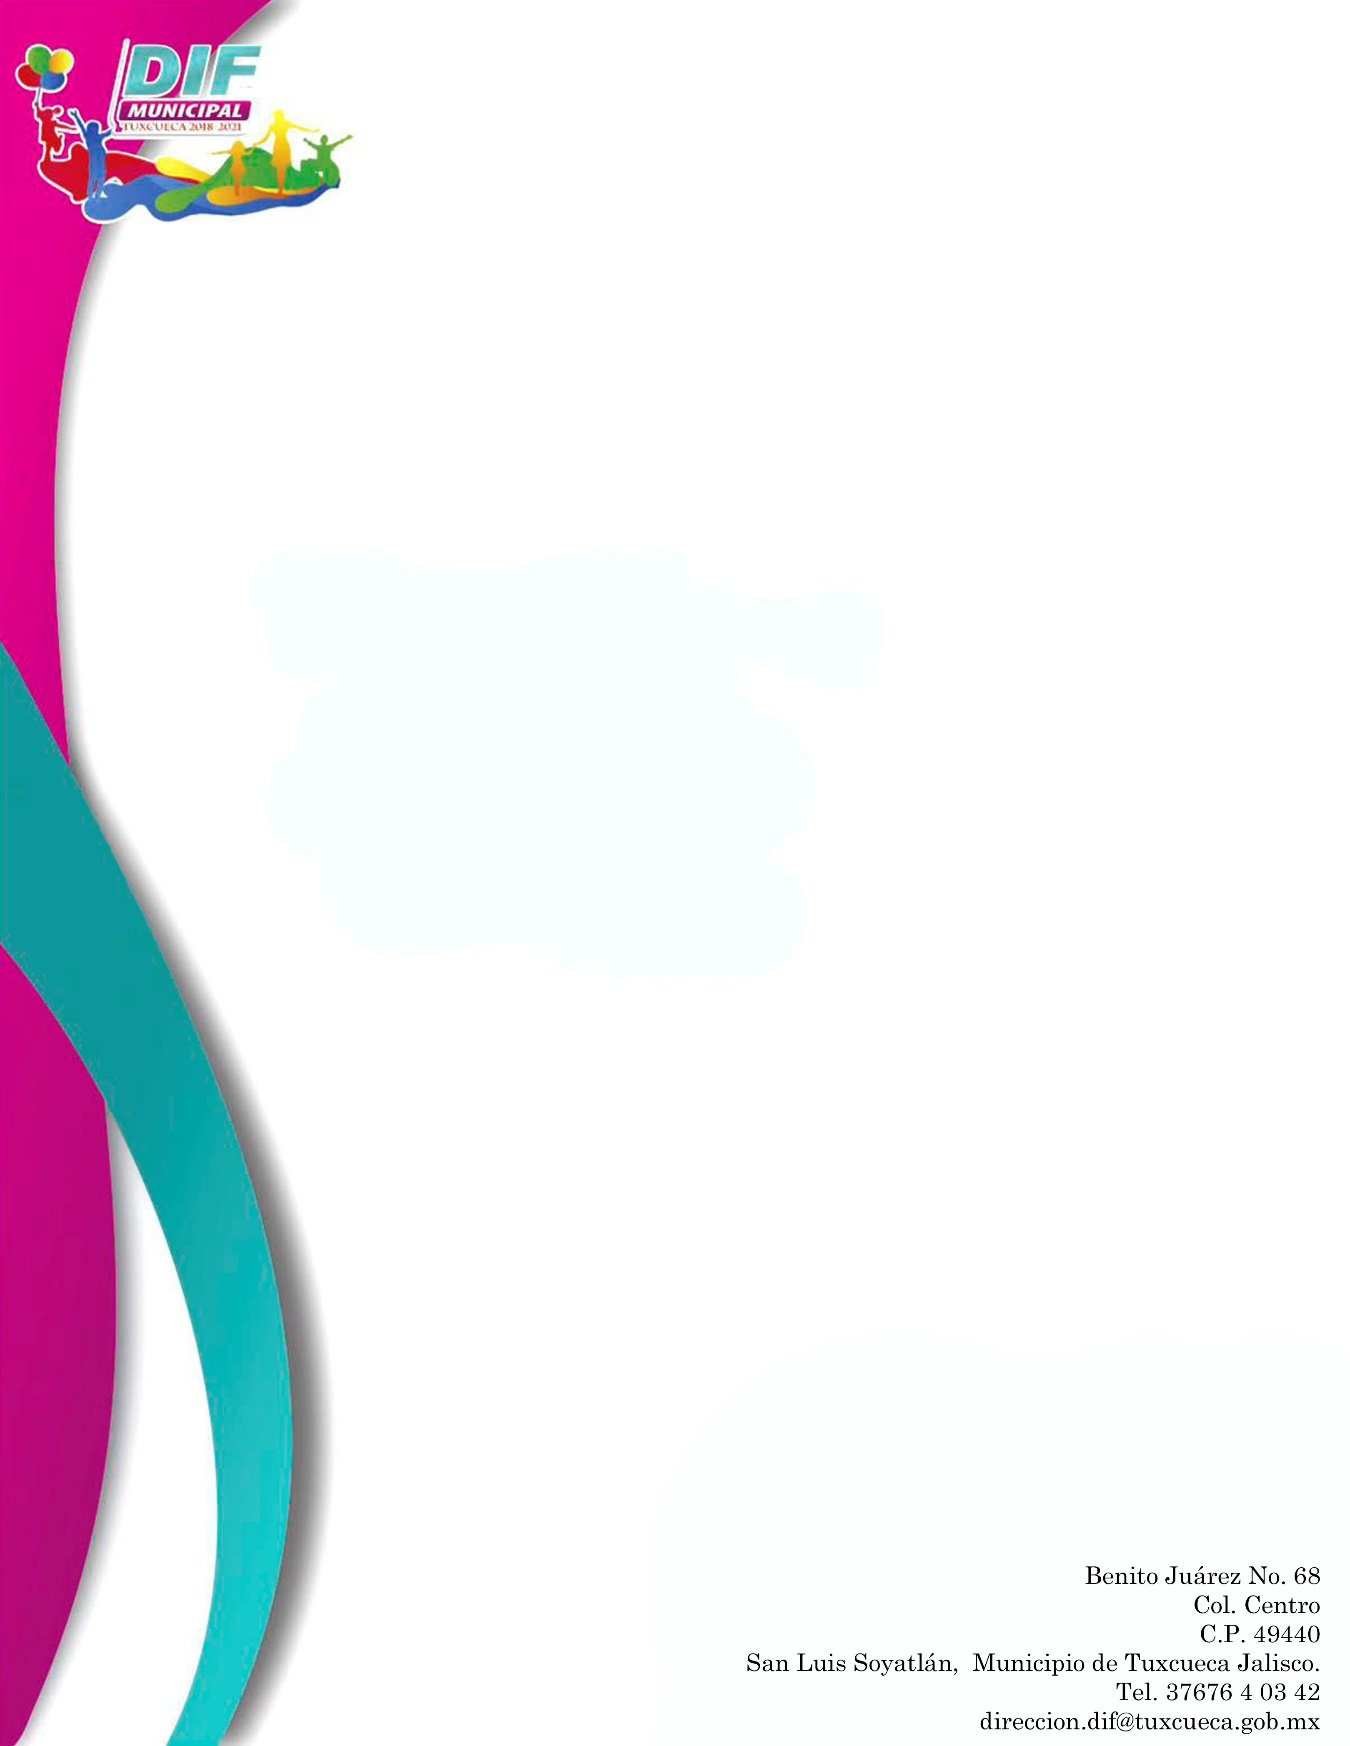 DIF
MUNICIPAL
TUXCUECA 2018-2021
Benito Juárez No. 68
Col. Centro
C.P. 49440
San Luis Soyatlán,  Municipio de Tuxcueca Jalisco.
Tel. 37676 4 03 42
direccion.dif@tuxcueca.gob.mx